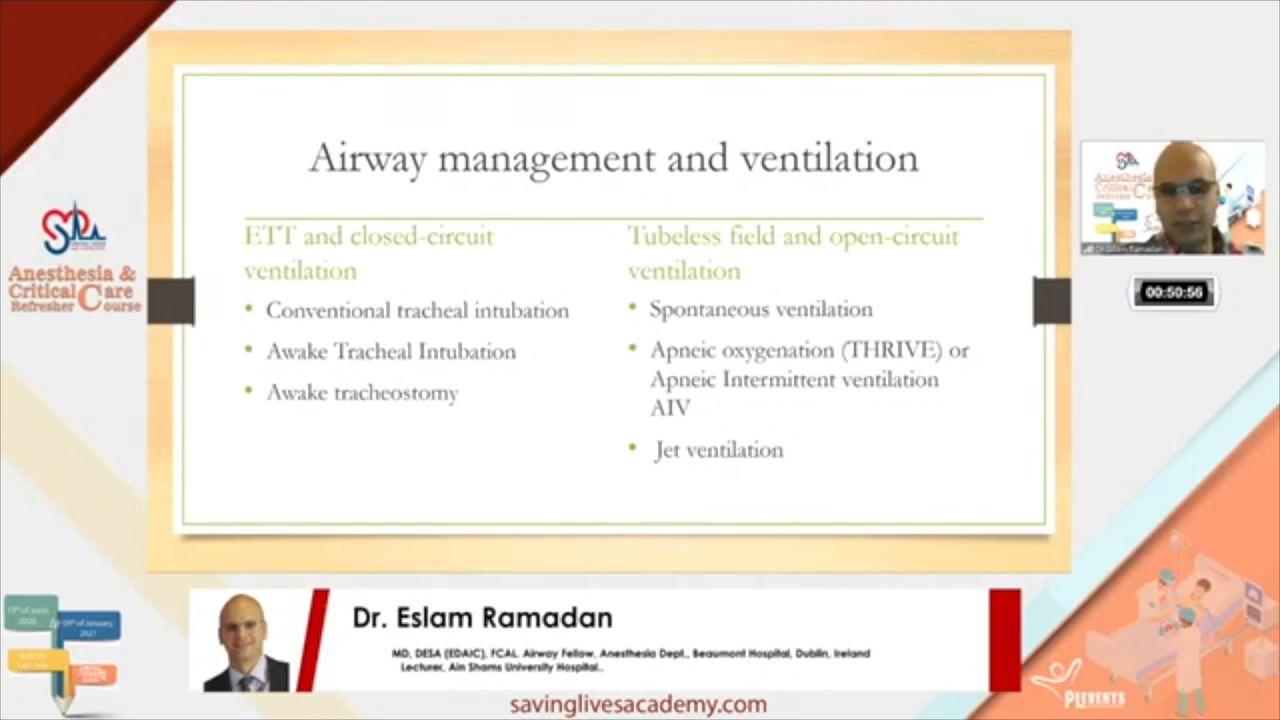 Airway management and ventilation
ETT and closed-circuit
ventilation
• Conventional tracheal intubation
• Awake Tracheal Intubation
• Awake tracheostomy
Tubeless field and open-circuit
ventilation
• Spontaneous ventilation
• Apneic oxygenation (THRIVE) or
Apneic Intermittent ventilation
AIV
• Jet ventilation
Anesthesia &
Critical Care
Refresher Course
Dr Eslam Ramadan
00:50:56
Dr. Eslam Ramadan
MD, DESA (EDAIC), FCAI. Airway Fellow, Anesthesia Dept., Beaumont Hospital, Dublin, Ireland
Lecturer, Ain Shams University Hospital..
savinglivesacademy.com
PLEVENTS